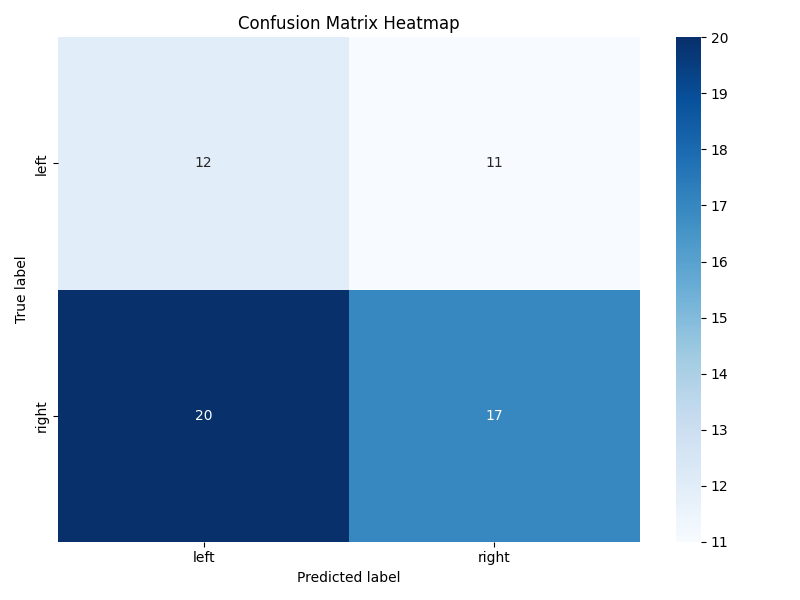 Confusion Matrix Heatmap
True label
left
right
12
11
20
17
left
right
Predicted label
20
19
18
17
16
15
14
13
12
11